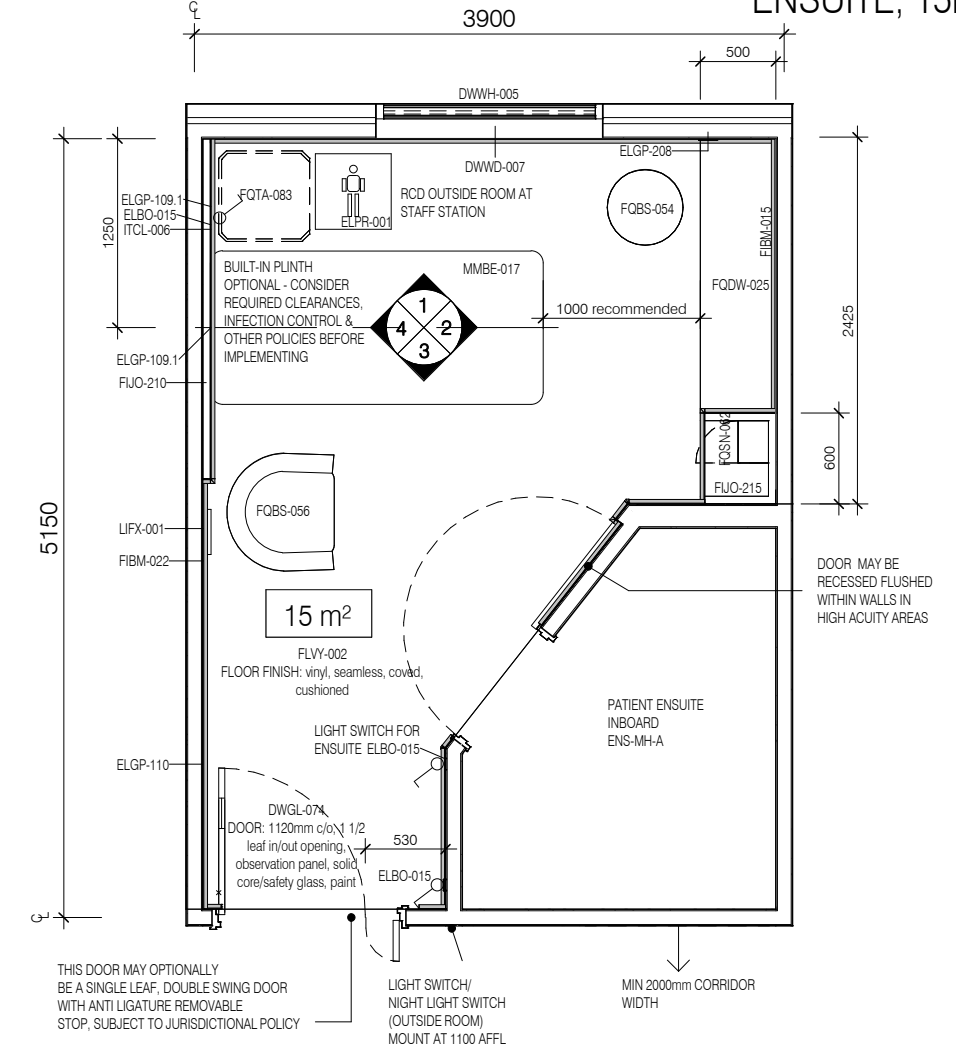 ENSUITE, 15
CL
3900
500
DWWH-005
ELGP-208
DWWD-007
FQTA-083
ELPR-001
RCD OUTSIDE ROOM AT
STAFF STATION
FQBS-054
FIBM-015
ELGP-109.1
ELBO-015
ITCL-006
1250
BUILT-IN PLINTH
OPTIONAL - CONSIDER
REQUIRED CLEARANCES,
INFECTION CONTROL &
OTHER POLICIES BEFORE
IMPLEMENTING
MMBE-017
FQDW-025
1
4 2
3
1000 recommended
2425
ELGP-109.1
FIJO-210
FQSN-062
600
FIJO-215
5150
FQBS-056
LIFX-001
FIBM-022
DOOR MAY BE
RECESSED FLUSHED
WITHIN WALLS IN
HIGH ACUITY AREAS
15 m²
FLVY-002
FLOOR FINISH: vinyl, seamless, coved,
cushioned
PATIENT ENSUITE
INBOARD
ENS-MH-A
LIGHT SWITCH FOR
ENSUITE ELBO-015
ELGP-110
DWGL-074
DOOR: 1120mm c/o, 1 1/2
leaf in/out opening,
observation panel, solid
core/safety glass, paint
530
ELBO-015
CL
THIS DOOR MAY OPTIONALLY
BE A SINGLE LEAF, DOUBLE SWING DOOR
WITH ANTI LIGATURE REMOVABLE
STOP, SUBJECT TO JURISDICTIONAL POLICY
LIGHT SWITCH/
NIGHT LIGHT SWITCH
(OUTSIDE ROOM)
MOUNT AT 1100 AFFL
MIN 2000mm CORRIDOR
WIDTH